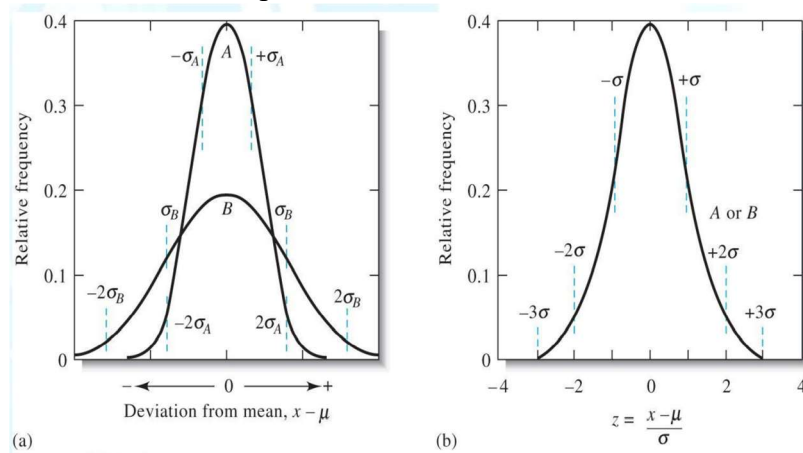 0.4
0.3
0.2
0.1
0
Relative frequency
−σA A +σA
σB B σB
−2σB −2σA 2σA 2σB
− 0 +
Deviation from mean, x − μ
(a)
0.4
0.3
0.2
0.1
0
Relative frequency
−σ +σ
A or B
−2σ +2σ
−3σ +3σ
−4 −2 0 2 4
z = x − μ
σ
(b)